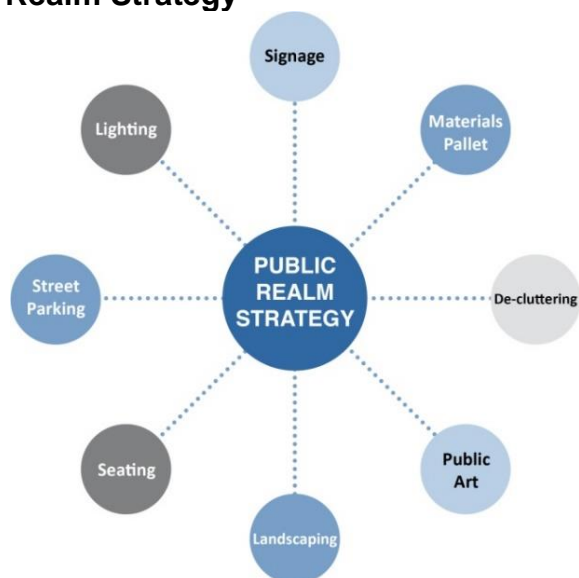 Realm Strategy
Signage
Lighting
Materials
Pallet
PUBLIC
REALM
STRATEGY
Street
Parking
De-cluttering
Seating
Public
Art
Landscaping